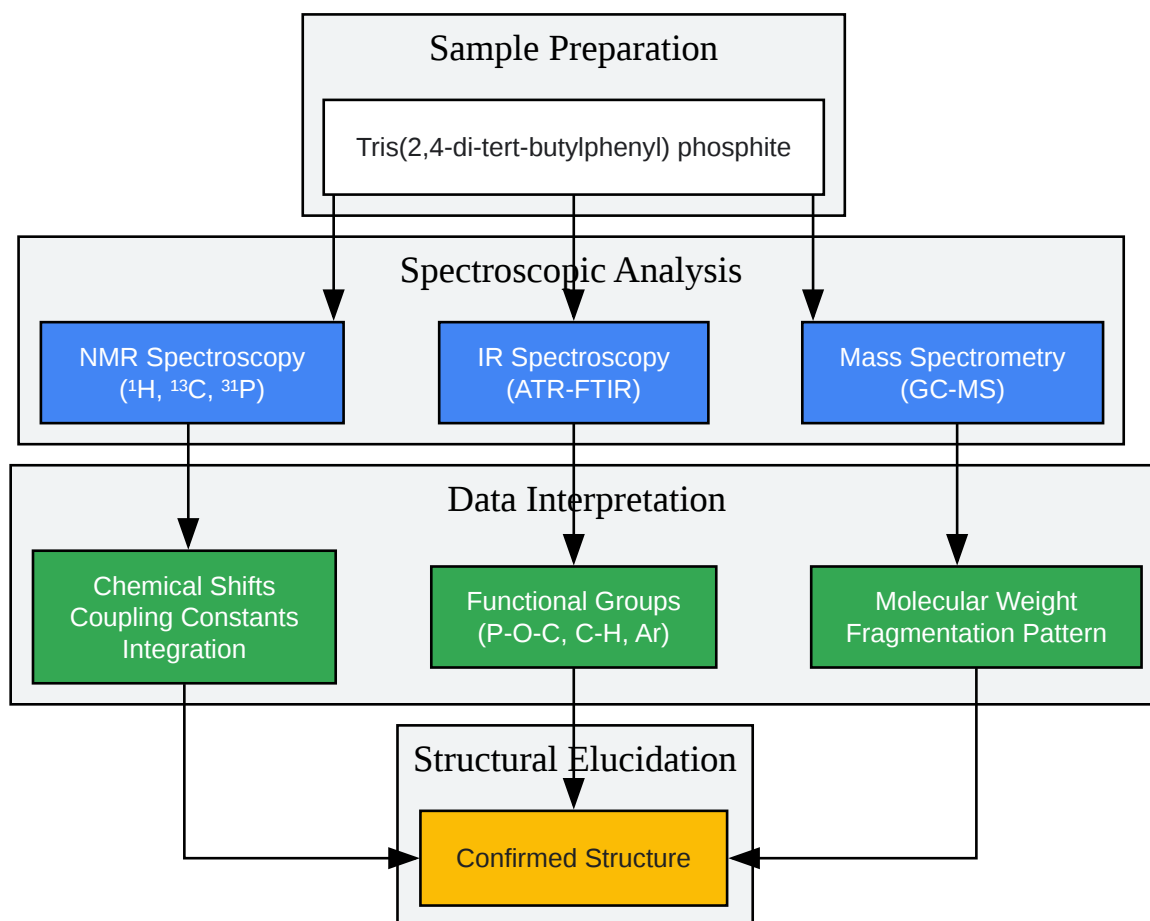 Sample Preparation
Tris(2,4-di-tert-butylphenyl) phosphite
Spectroscopic Analysis
NMR Spectroscopy
(¹H, ¹³C, ³¹P)
IR Spectroscopy
(ATR-FTIR)
Mass Spectrometry
(GC-MS)
Data Interpretation
Chemical Shifts
Coupling Constants
Integration
Functional Groups
(P-O-C, C-H, Ar)
Molecular Weight
Fragmentation Pattern
Structural Elucidation
Confirmed Structure